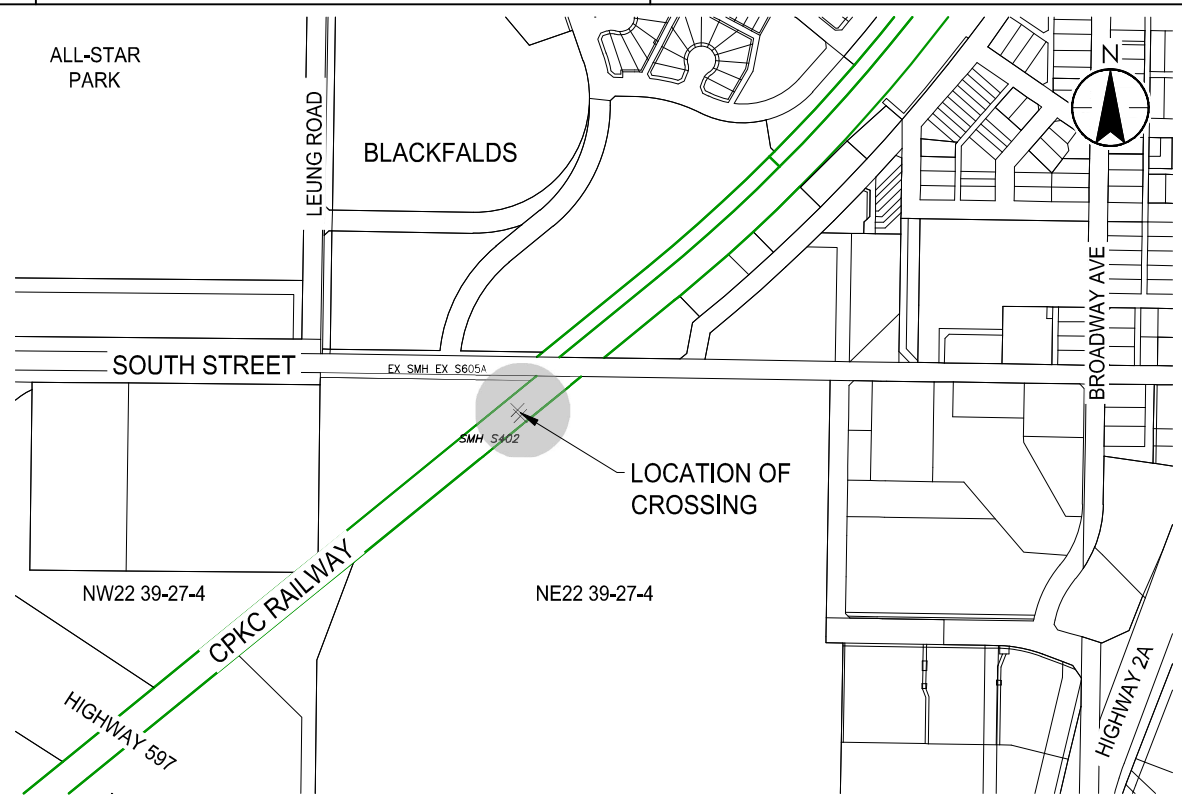 ALL-STAR
PARK
N
LEUNG ROAD
BLACKFALDS
BROADWAY AVE
SOUTH STREET
EX SMH EX S605A
SMH S402
LOCATION OF
CROSSING
NW22 39-27-4
CPKC RAILWAY
NE22 39-27-4
HIGHWAY 597
HIGHWAY 2A